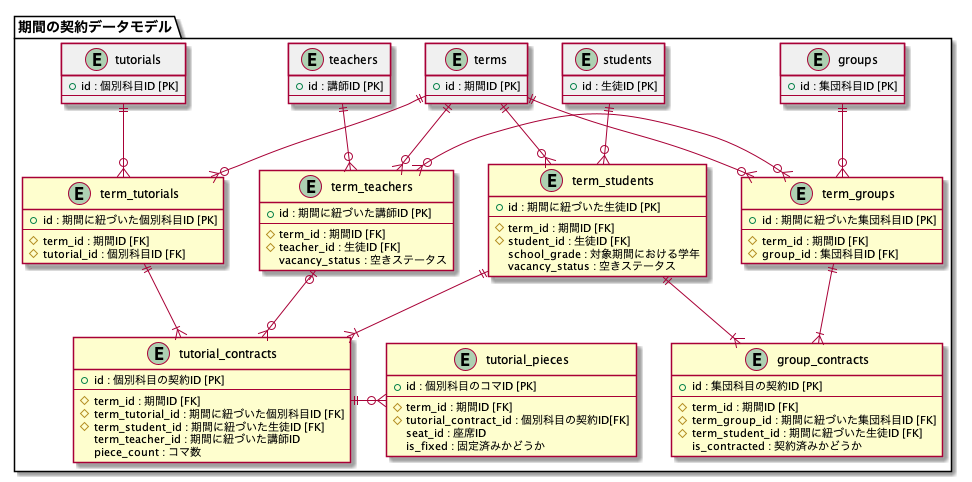 期間の契約データモデル
E tutorials
id : 個別科目ID [PK]
E teachers
id : 講師ID [PK]
E terms
id : 期間ID [PK]
E students
id : 生徒ID [PK]
E groups
id : 集団科目ID [PK]
E term_tutorials
id : 期間に紐づいた個別科目ID [PK]
term_id : 期間ID [FK]
tutorial_id : 個別科目ID [FK]
E term_teachers
id : 期間に紐づいた講師ID [PK]
term_id : 期間ID [FK]
teacher_id : 生徒ID [FK]
vacancy_status : 空きステータス
E term_students
id : 期間に紐づいた生徒ID [PK]
term_id : 期間ID [FK]
student_id : 生徒ID [FK]
school_grade : 対象期間における学年
vacancy_status : 空きステータス
E term_groups
id : 期間に紐づいた集団科目ID [PK]
term_id : 期間ID [FK]
group_id : 集団科目ID [FK]
E tutorial_contracts
id : 個別科目の契約ID [PK]
term_id : 期間ID [FK]
term_tutorial_id : 期間に紐づいた個別科目ID [FK]
term_student_id : 期間に紐づいた生徒ID [FK]
term_teacher_id : 期間に紐づいた講師ID
piece_count : コマ数
E tutorial_pieces
id : 個別科目のコマID [PK]
term_id : 期間ID [FK]
tutorial_contract_id : 個別科目の契約ID[FK]
seat_id : 座席ID
is_fixed : 固定済みかどうか
E group_contracts
id : 集団科目の契約ID [PK]
term_id : 期間ID [FK]
term_group_id : 期間に紐づいた集団科目ID [FK]
term_student_id : 期間に紐づいた生徒ID [FK]
is_contracted : 契約済みかどうか